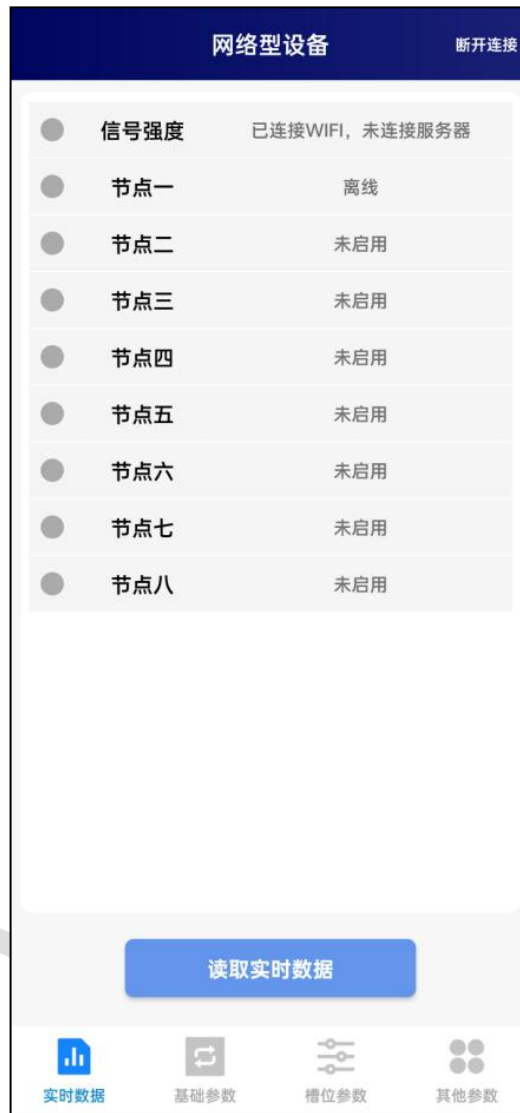 网络型设备 断开连接
信号强度 已连接WIFI，未连接服务器
节点一 离线
节点二 未启用
节点三 未启用
节点四 未启用
节点五 未启用
节点六 未启用
节点七 未启用
节点八 未启用
读取实时数据
实时数据 基础参数 槽位参数 其他参数